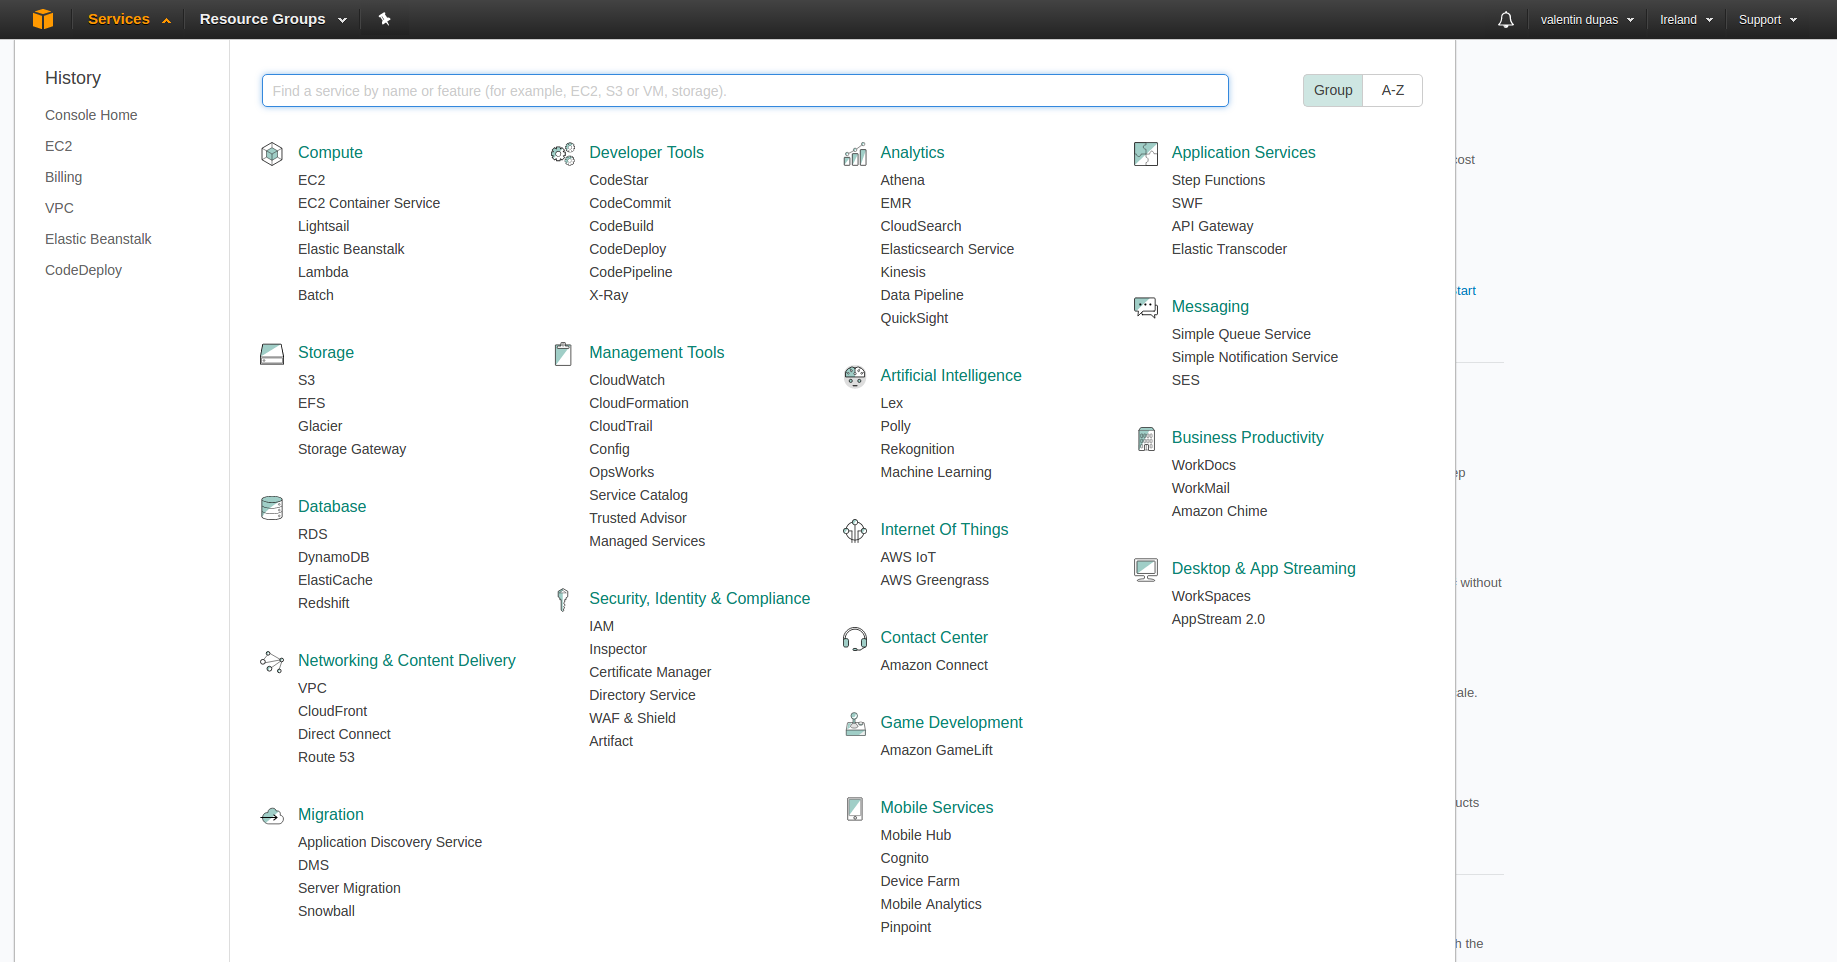 Services
Resource Groups
valentin dupas
Ireland
Support
History
Console Home
EC2
Billing
VPC
Elastic Beanstalk
CodeDeploy
Find a service by name or feature (for example, EC2, S3 or VM, storage).
Group
A-Z
Compute
EC2
EC2 Container Service
Lightsail
Elastic Beanstalk
Lambda
Batch
Storage
S3
EFS
Glacier
Storage Gateway
Database
RDS
DynamoDB
ElastiCache
Redshift
Networking & Content Delivery
VPC
CloudFront
Direct Connect
Route 53
Migration
Application Discovery Service
DMS
Server Migration
Snowball
Developer Tools
CodeStar
CodeCommit
CodeBuild
CodeDeploy
CodePipeline
X-Ray
Management Tools
CloudWatch
CloudFormation
CloudTrail
Config
OpsWorks
Service Catalog
Trusted Advisor
Managed Services
Security, Identity & Compliance
IAM
Inspector
Certificate Manager
Directory Service
WAF & Shield
Artifact
Analytics
Athena
EMR
CloudSearch
Elasticsearch Service
Kinesis
Data Pipeline
QuickSight
Artificial Intelligence
Lex
Polly
Rekognition
Machine Learning
Internet Of Things
AWS IoT
AWS Greengrass
Contact Center
Amazon Connect
Game Development
Amazon GameLift
Mobile Services
Mobile Hub
Cognito
Device Farm
Mobile Analytics
Pinpoint
Application Services
Step Functions
SWF
API Gateway
Elastic Transcoder
Messaging
Simple Queue Service
Simple Notification Service
SES
Business Productivity
WorkDocs
WorkMail
Amazon Chime
Desktop & App Streaming
WorkSpaces
AppStream 2.0
without
the